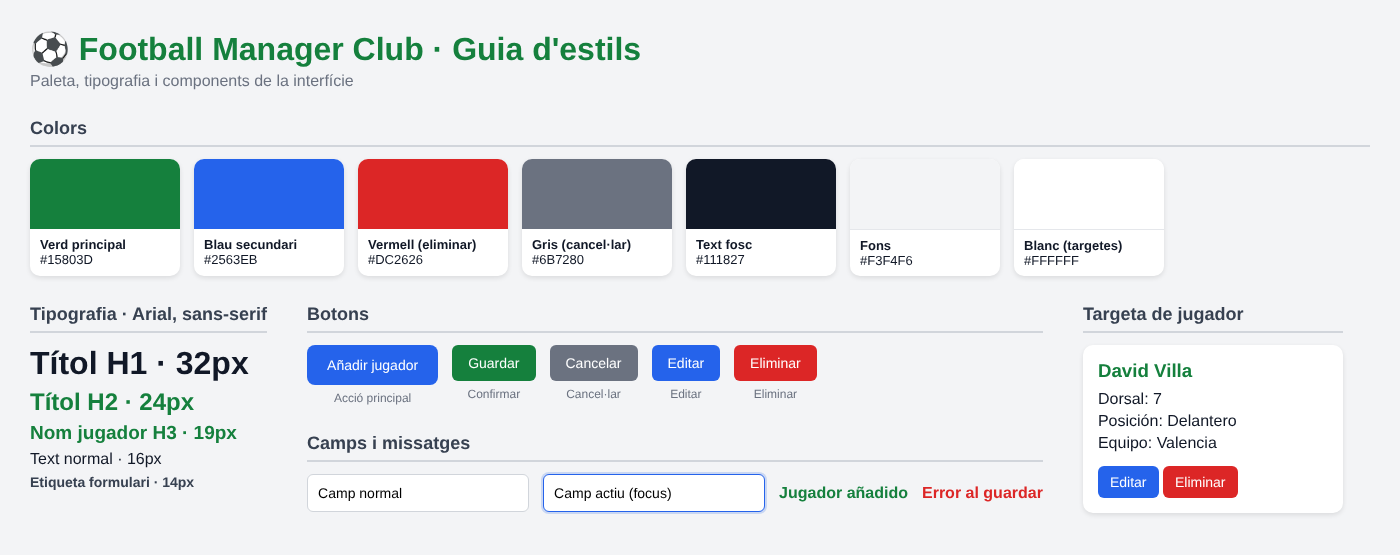 ⚽ Football Manager Club · Guia d'estils
Paleta, tipografia i components de la interfície
Colors
Verd principal
#15803D
Blau secundari
#2563EB
Vermell (eliminar)
#DC2626
Gris (cancel·lar)
#6B7280
Text fosc
#111827
Fons
#F3F4F6
Blanc (targetes)
#FFFFFF
Tipografia · Arial, sans-serif
Títol H1 · 32px
Títol H2 · 24px
Nom jugador H3 · 19px
Text normal · 16px
Etiqueta formulari · 14px
Botons
Añadir jugador
Acció principal
Guardar
Confirmar
Cancelar
Cancel·lar
Editar
Editar
Eliminar
Eliminar
Camps i missatges
Camp normal
Camp actiu (focus)
Jugador añadido
Error al guardar
Targeta de jugador
David Villa
Dorsal: 7
Posición: Delantero
Equipo: Valencia
Editar
Eliminar